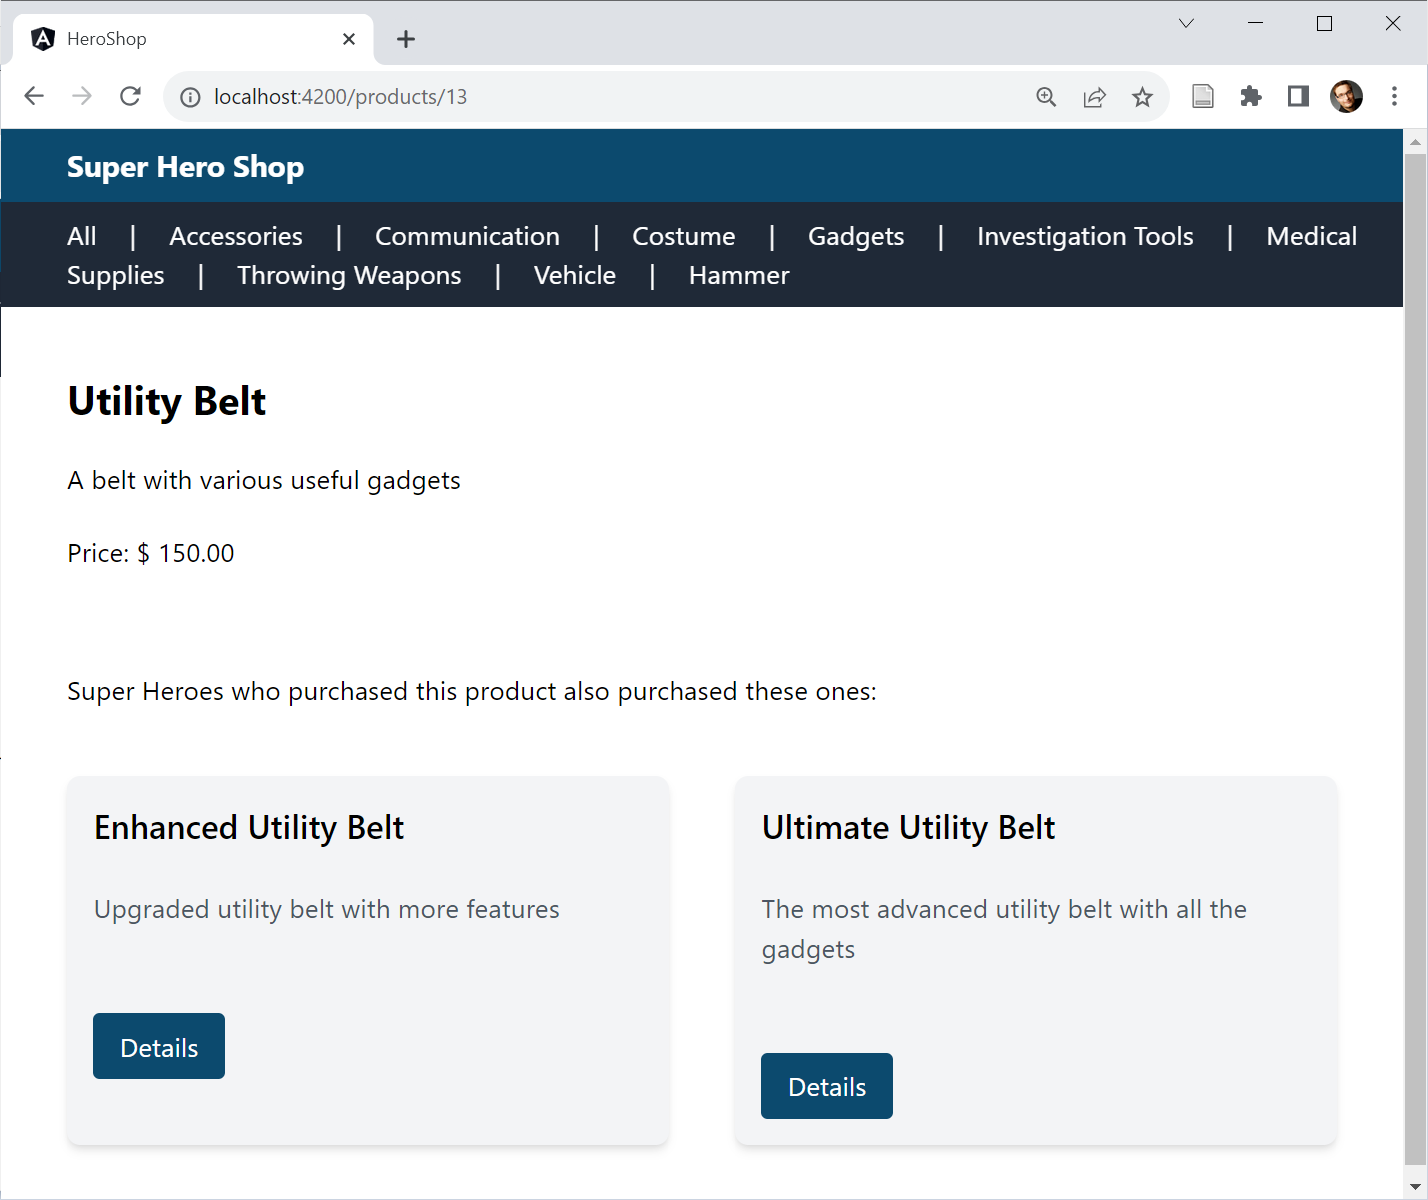 HeroShop
localhost:4200/products/13
Super Hero Shop
All | Accessories | Communication | Costume | Gadgets | Investigation Tools | Medical
Supplies | Throwing Weapons | Vehicle | Hammer
Utility Belt
A belt with various useful gadgets
Price: $ 150.00
Super Heroes who purchased this product also purchased these ones:
Enhanced Utility Belt
Upgraded utility belt with more features
Details
Ultimate Utility Belt
The most advanced utility belt with all the
gadgets
Details